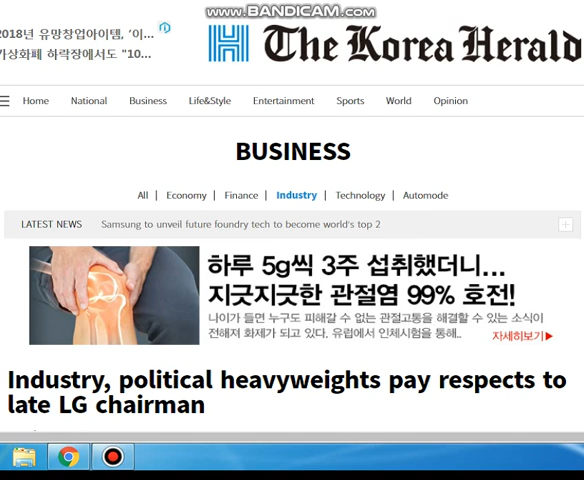 www.BANDICAM.com
2018년 유망창업아이템, '이...
가상화폐 하락장에서도 "10...
The Korea Herald
Home National Business Life&Style Entertainment Sports World Opinion
BUSINESS
All | Economy | Finance | Industry | Technology | Automode
LATEST NEWS Samsung to unveil future foundry tech to become world's top 2
하루 5g씩 3주 섭취했더니...
지긋지긋한 관절염 99% 호전!
나이가 들면 누구도 피해갈 수 없는 관절고통을 해결할 수 있는 소식이
전해져 화제가 되고 있다. 유럽에서 인체시험을 통해..
자세히보기▶
Industry, political heavyweights pay respects to
late LG chairman